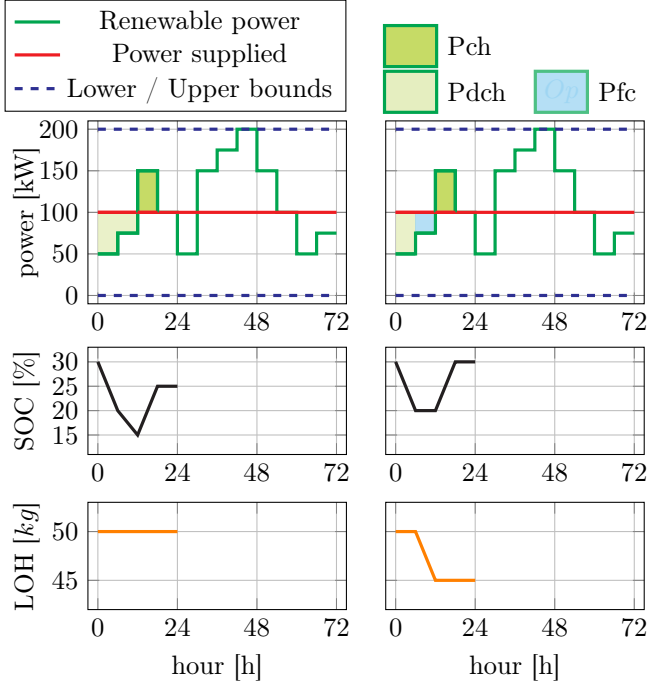 Renewable power
Power supplied
Lower / Upper bounds
Pch
Pdch
Op Pfc
power [kW]
200
150
100
50
0
0 24 48 72
0 24 48 72
SOC [%]
30
25
20
15
0 24 48 72
0 24 48 72
LOH [kg]
50
45
0 24 48 72
0 24 48 72
hour [h]
hour [h]